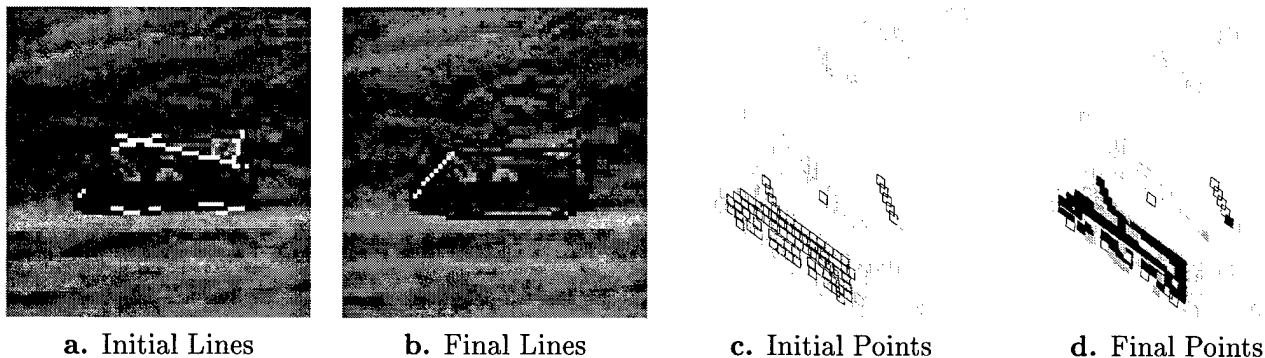 a. Initial Lines
b. Final Lines
c. Initial Points
d. Final Points